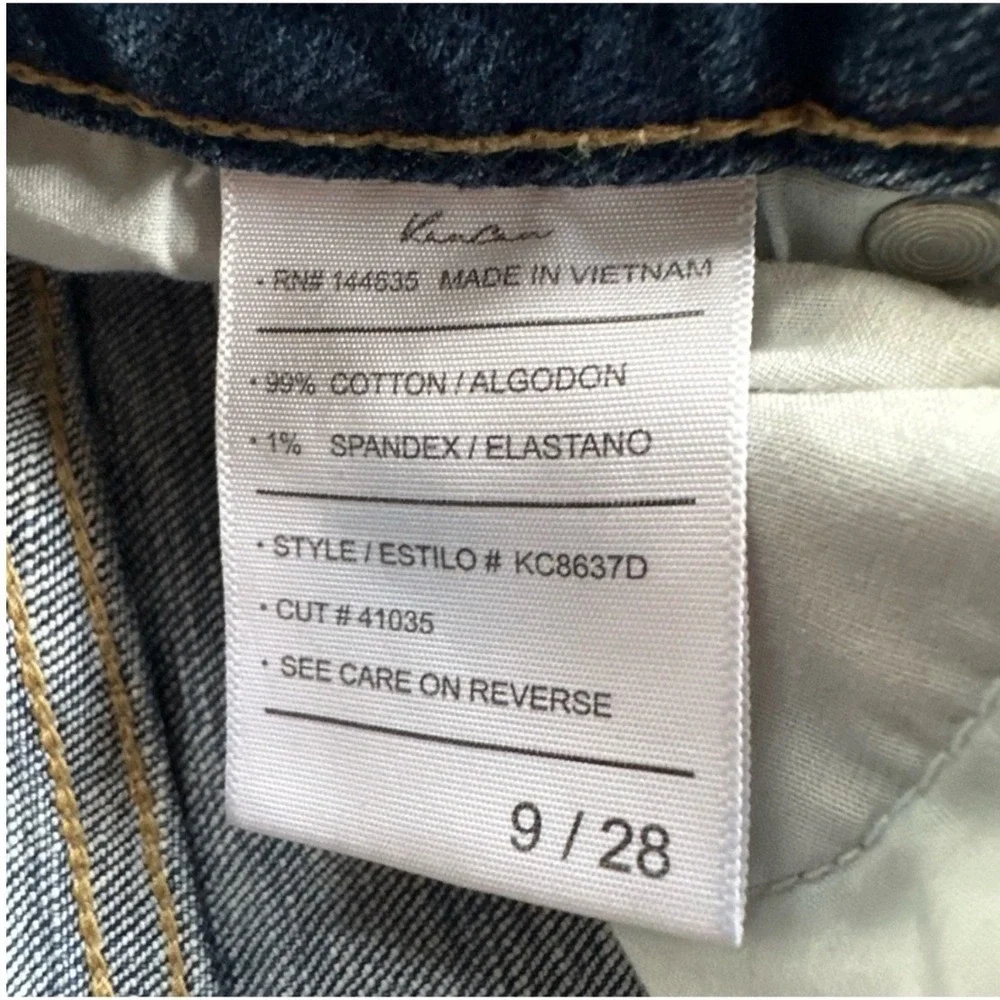 KanCan
• RN# 144635 MADE IN VIETNAM
• 99% COTTON / ALGODON
• 1% SPANDEX / ELASTANO
• STYLE / ESTILO # KC8637D
• CUT # 41035
• SEE CARE ON REVERSE
9 / 28